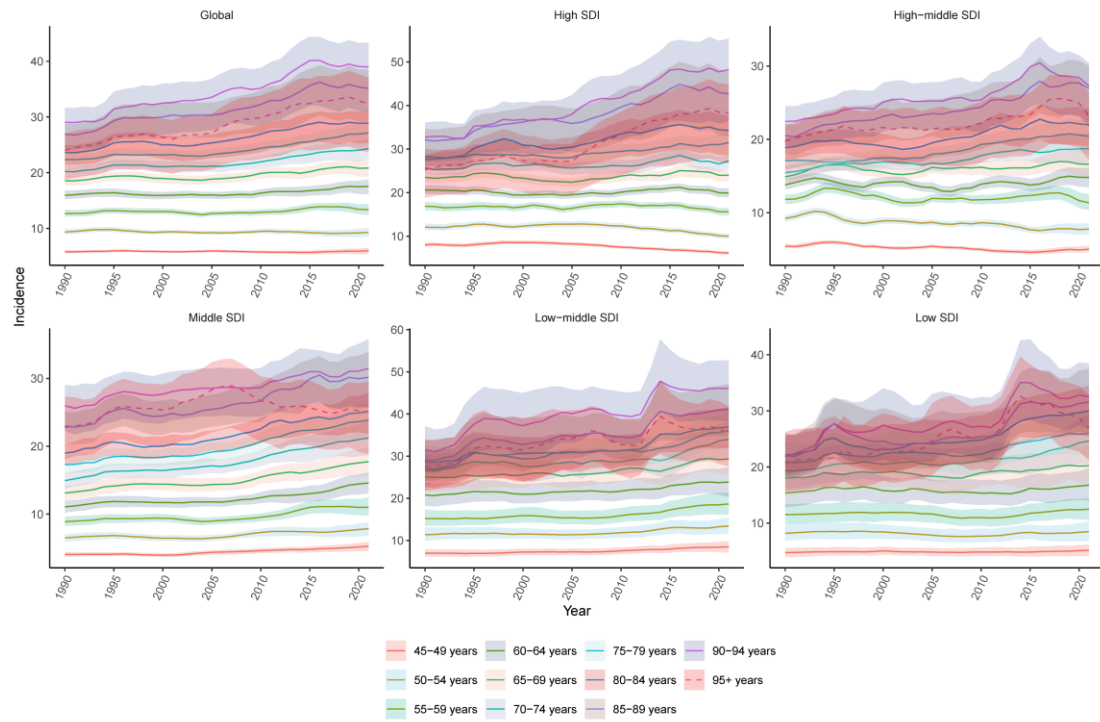 Global High SDI High−middle SDI
40
30
20
10
50
40
30
20
10
30
20
10
1990 1995 2000 2005 2010 2015 2020
1990 1995 2000 2005 2010 2015 2020
1990 1995 2000 2005 2010 2015 2020
Incidence
Middle SDI Low−middle SDI Low SDI
30
20
10
60
50
40
30
20
10
40
30
20
10
1990 1995 2000 2005 2010 2015 2020
1990 1995 2000 2005 2010 2015 2020
1990 1995 2000 2005 2010 2015 2020
Year
45−49 years 60−64 years 75−79 years 90−94 years
50−54 years 65−69 years 80−84 years 95+ years
55−59 years 70−74 years 85−89 years